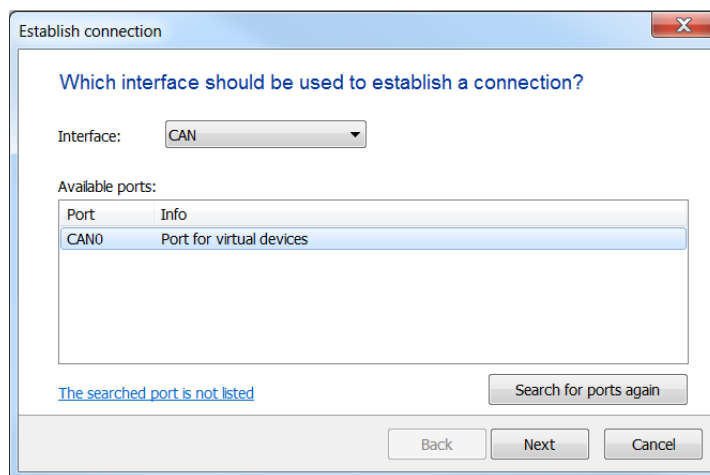 Establish connection
Which interface should be used to establish a connection?
Interface: CAN
Available ports:
Port Info
CAN0 Port for virtual devices
The searched port is not listed Search for ports again
Back Next Cancel